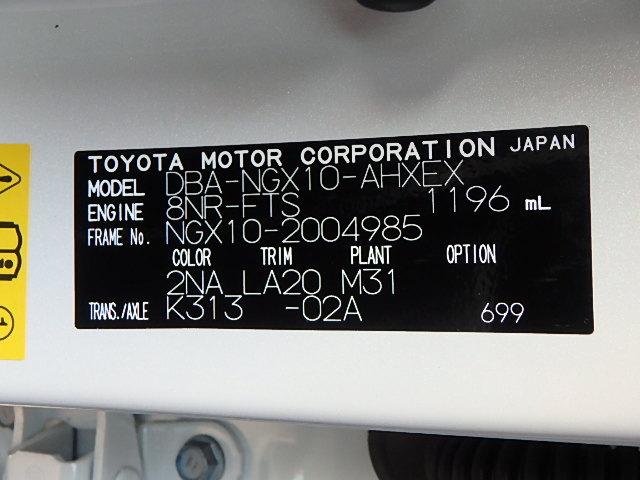 TOYOTA MOTOR CORPORATION JAPAN
MODEL DBA-NGX10-AHXEX
ENGINE 8NR-FTS 1196 mL
FRAME No. NGX10-2004985
COLOR TRIM PLANT OPTION
2NA LA20 M31
TRANS./AXLE K313 -02A 699